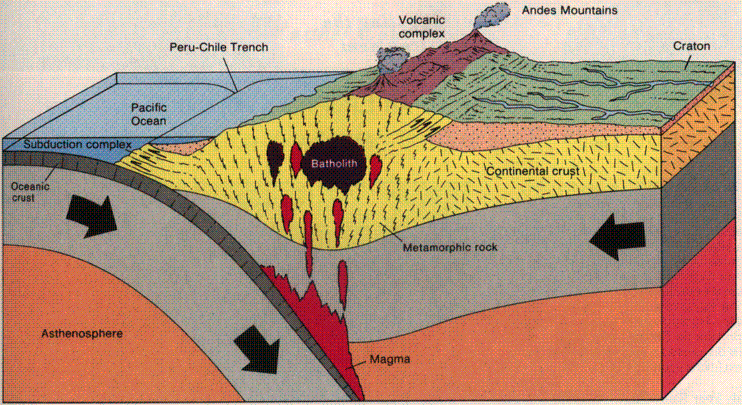 Andes Mountains
Volcanic
complex
Peru-Chile Trench
Craton
Pacific
Ocean
Subduction complex
Batholith
Oceanic
crust
Continental crust
Metamorphic rock
Asthenosphere
Magma